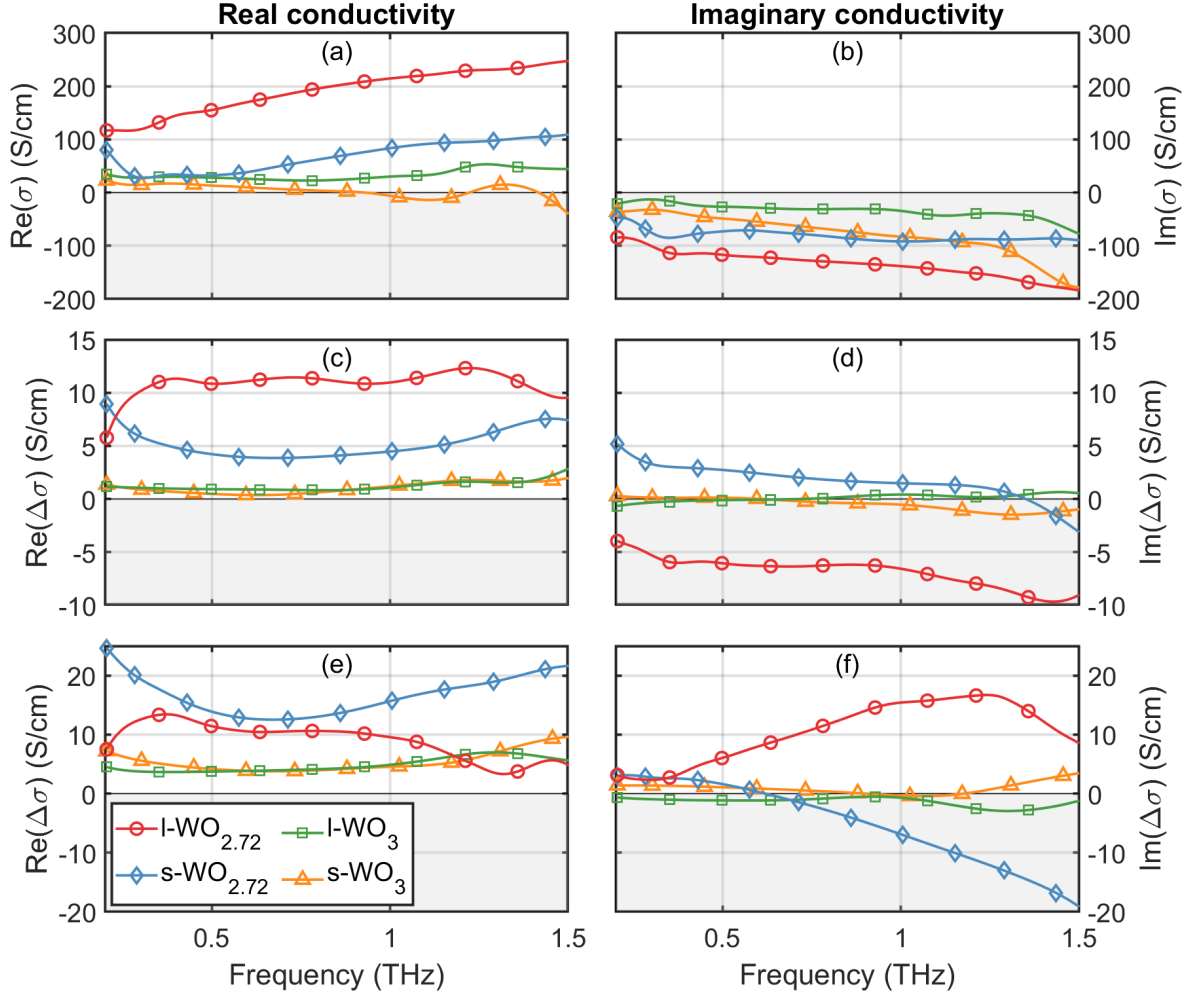 Real conductivity
Imaginary conductivity
(a)
300
200
100
0
-100
-200
Re(σ) (S/cm)
(b)
300
200
100
0
-100
-200
Im(σ) (S/cm)
(c)
15
10
5
0
-5
-10
Re(Δσ) (S/cm)
(d)
15
10
5
0
-5
-10
Im(Δσ) (S/cm)
(e)
20
10
0
-10
-20
Re(Δσ) (S/cm)
l-WO2.72
l-WO3
s-WO2.72
s-WO3
0.5
1
1.5
Frequency (THz)
(f)
20
10
0
-10
-20
Im(Δσ) (S/cm)
0.5
1
1.5
Frequency (THz)